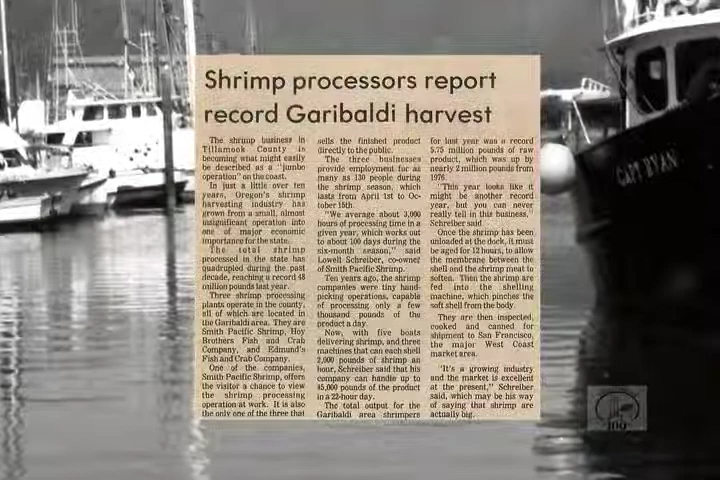 Shrimp processors report
record Garibaldi harvest
The shrimp business in
Tillamook County is
becoming what might easily
be described as a "jumbo
operation" on the coast.
In just a little over ten
years, Oregon's shrimp
harvesting industry has
grown from a small, almost
insignificant operation into
one of major economic
importance for the state.
The total shrimp
processed in the state has
quadrupled during the past
decade, reaching a record 48
million pounds last year.
Three shrimp processing
plants operate in the county,
all of which are located in
the Garibaldi area. They are
Smith Pacific Shrimp, Hoy
Brothers Fish and Crab
Company, and Edmund's
Fish and Crab Company.
One of the companies,
Smith Pacific Shrimp, offers
the visitor a chance to view
the shrimp processing
operation at work. It is also
the only one of the three that
sells the finished product
directly to the public.
The three businesses
provide employment for as
many as 130 people during
the shrimp season, which
lasts from April 1st to Oc-
tober 15th.
"We average about 3,000
hours of processing time in a
given year, which works out
to about 100 days during the
six-month season," said
Lowell Schreiber, co-owner
of Smith Pacific Shrimp.
Ten years ago, the shrimp
companies were tiny hand-
picking operations, capable
of processing only a few
thousand pounds of the
product a day.
Now, with five boats
delivering shrimp, and three
machines that can each shell
2,000 pounds of shrimp an
hour, Schreiber said that his
company can handle up to
45,000 pounds of the product
in a 22-hour day.
The total output for the
Garibaldi area shrimpers
for last year was a record
5.75 million pounds of raw
product, which was up by
nearly 2 million pounds from
1976.
"This year looks like it
might be another record
year, but you can never
really tell in this business,"
Schreiber said.
Once the shrimp has been
unloaded at the dock, it must
be aged for 12 hours, to allow
the membrane between the
shell and the shrimp meat to
soften. Then the shrimp are
fed into the shelling
machine, which pinches the
soft shell from the body.
They are then inspected,
cooked and canned for
shipment to San Francisco,
the major West Coast
market area.
"It's a growing industry
and the market is excellent
at the present," Schreiber
said, which may be his way
of saying that shrimp are
actually big.
CAPT RYAN
100